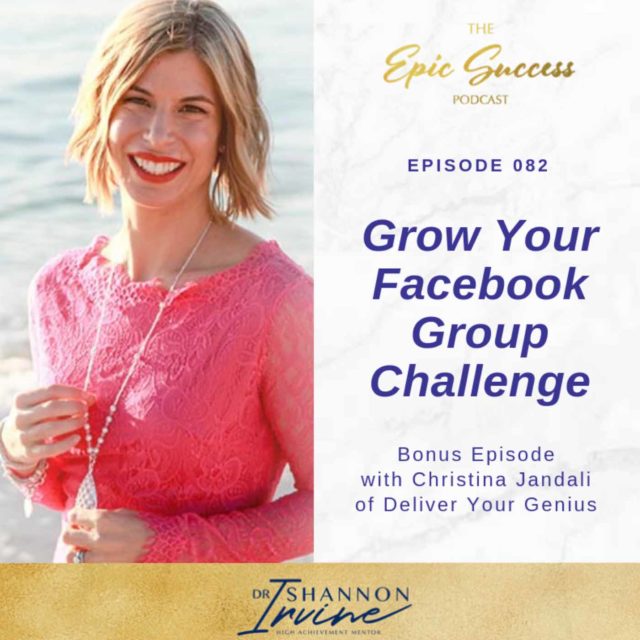 THE
Epic Success
PODCAST
EPISODE 082
Grow Your
Facebook
Group
Challenge
Bonus Episode
with Christina Jandali
of Deliver Your Genius
DR SHANNON
Irvine
HIGH ACHIEVEMENT MENTOR